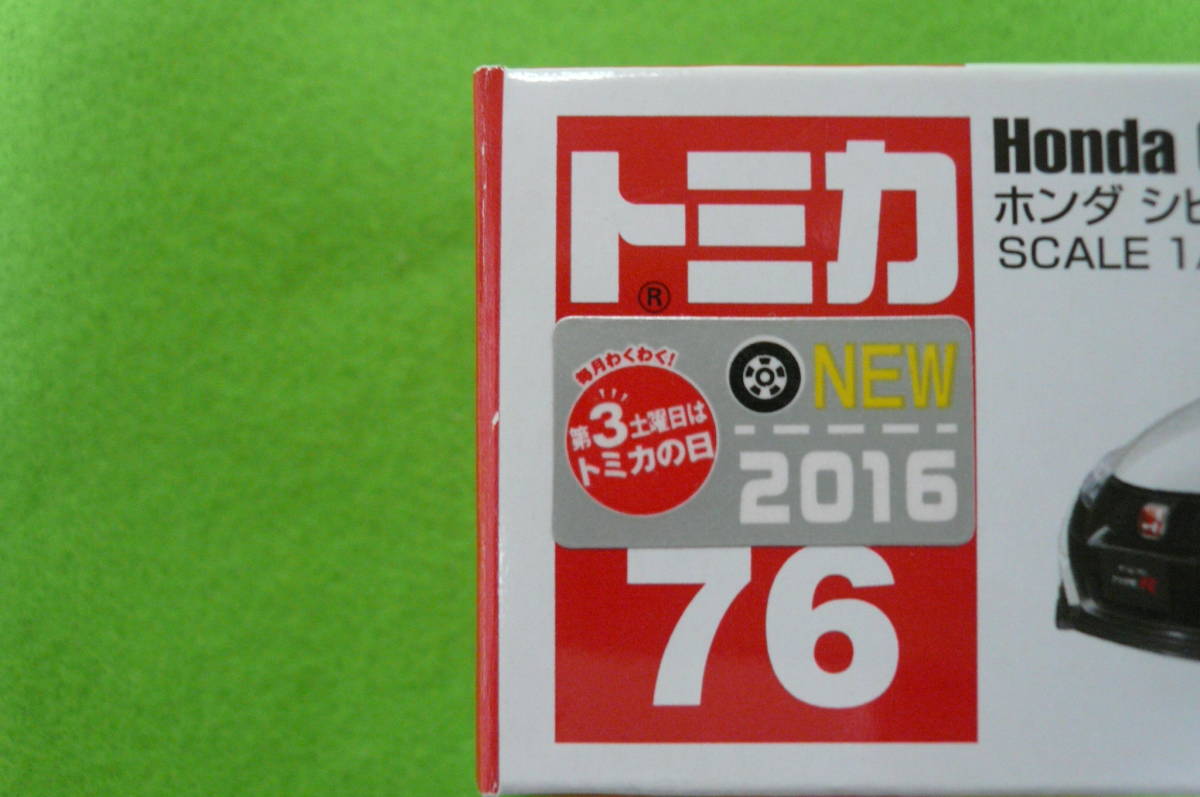 トミカ
®
毎月わくわく!
第3土曜日は
トミカの日
NEW
2016
76
Honda
ホンダ シビ
SCALE 1/
TYPE R